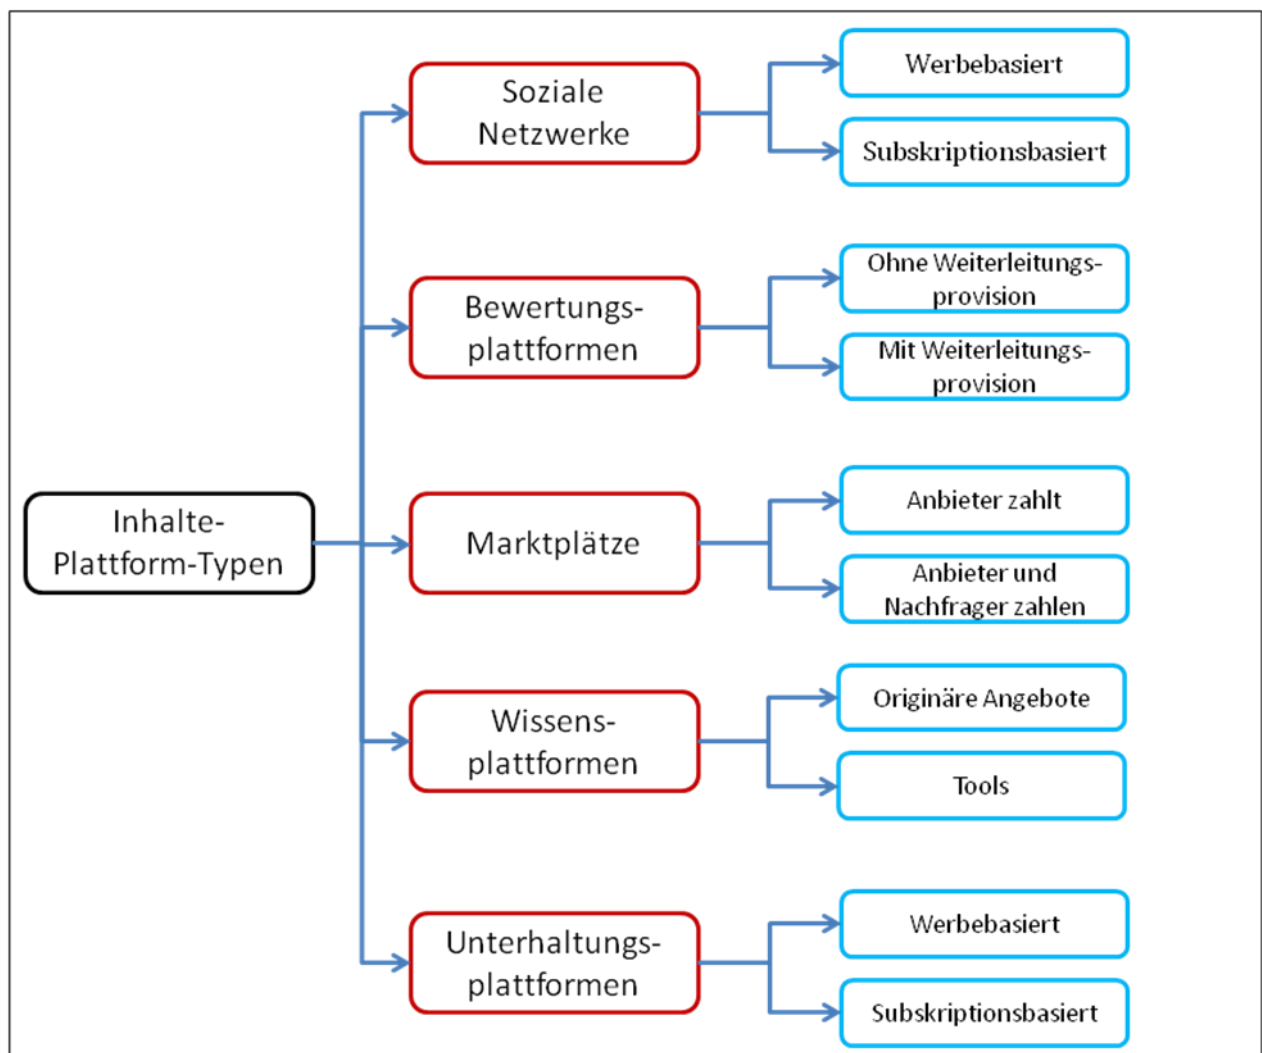 Inhalte-
Plattform-Typen
Soziale
Netzwerke
Werbebasiert
Subskriptionsbasiert
Bewertungs-
plattformen
Ohne Weiterleitungs-
provision
Mit Weiterleitungs-
provision
Marktplätze
Anbieter zahlt
Anbieter und
Nachfrager zahlen
Wissens-
plattformen
Originäre Angebote
Tools
Unterhaltungs-
plattformen
Werbebasiert
Subskriptionsbasiert